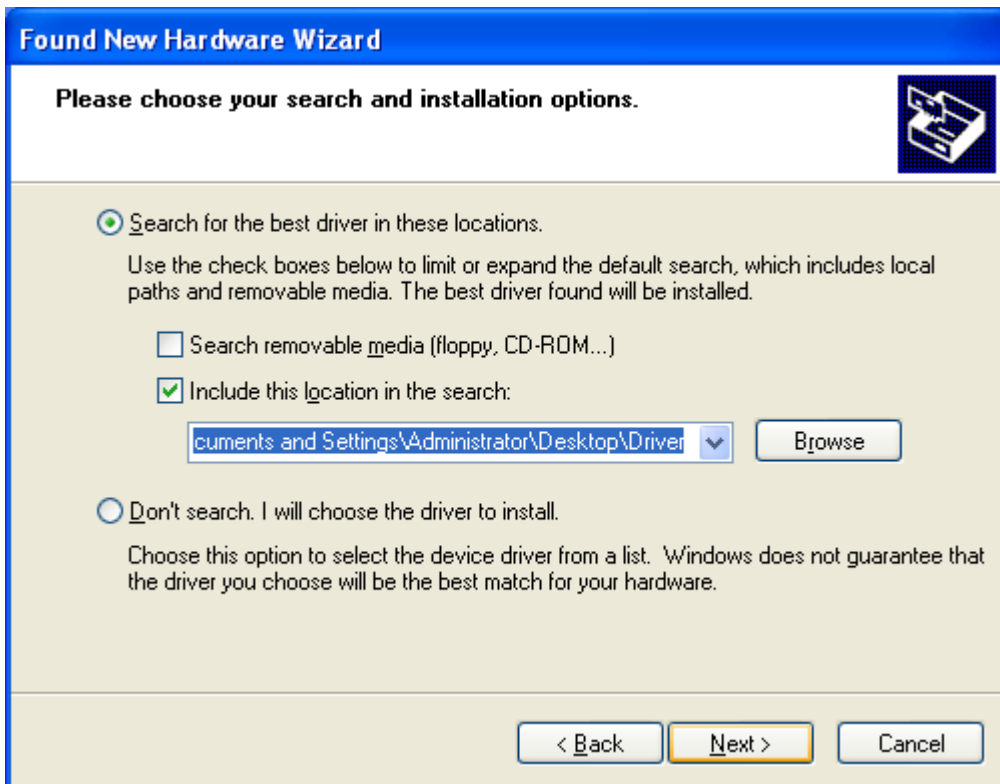 Found New Hardware Wizard
Please choose your search and installation options.
Search for the best driver in these locations.
Use the check boxes below to limit or expand the default search, which includes local
paths and removable media. The best driver found will be installed.
Search removable media (floppy, CD-ROM...)
Include this location in the search:
cuments and Settings\Administrator\Desktop\Driver
Browse
Don't search. I will choose the driver to install.
Choose this option to select the device driver from a list.  Windows does not guarantee that
the driver you choose will be the best match for your hardware.
< Back
Next >
Cancel